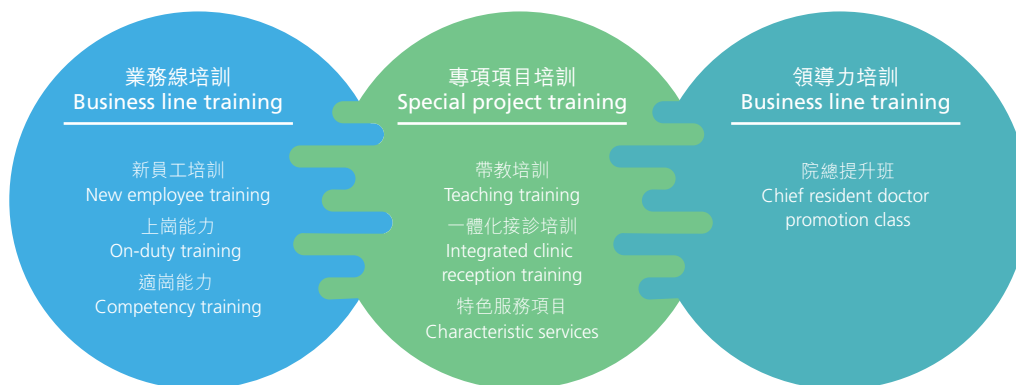 業務線培訓
Business line training
新員工培訓
New employee training
上崗能力
On-duty training
適崗能力
Competency training
專項項目培訓
Special project training
帶教培訓
Teaching training
一體化接診培訓
Integrated clinic
reception training
特色服務項目
Characteristic services
領導力培訓
Business line training
院總提升班
Chief resident doctor
promotion class